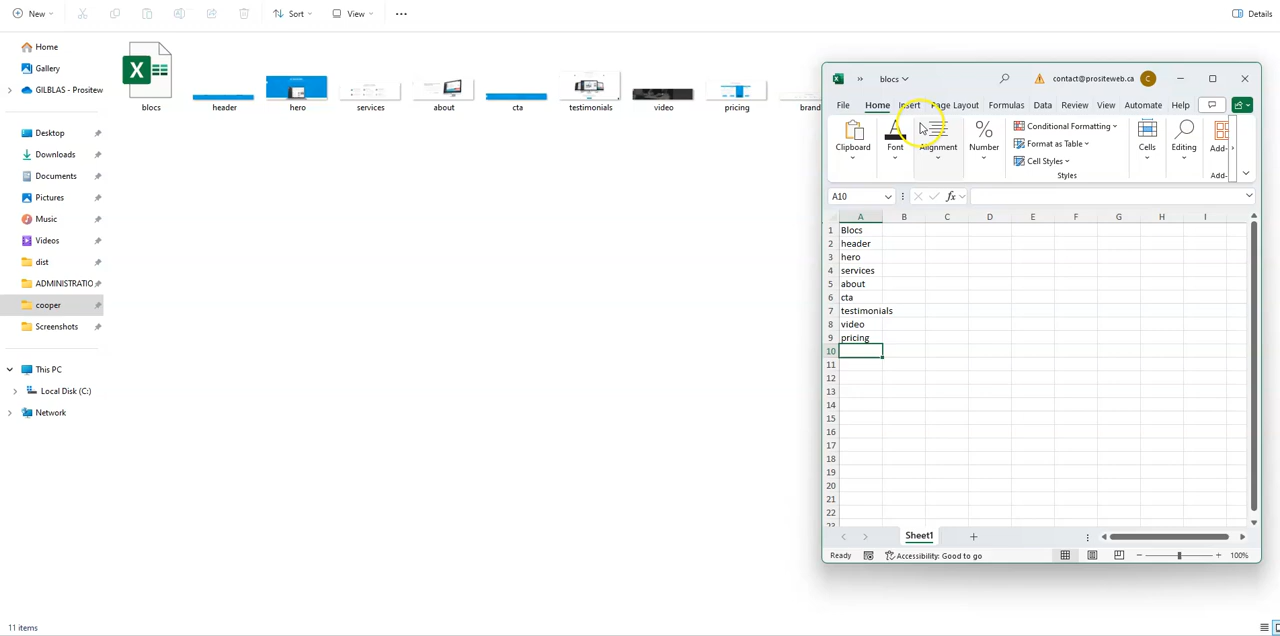 New
Sort
View
Details
Home
Gallery
GILBLAS - Prositew
Desktop
Downloads
Documents
Pictures
Music
Videos
dist
ADMINISTRATIO
cooper
Screenshots
This PC
Local Disk (C:)
Network
blocs
header
hero
services
about
cta
testimonials
video
pricing
brand
blocs
contact@prositeweb.ca
C
File Home Insert Page Layout Formulas Data Review View Automate Help
Clipboard
Font
Alignment
Number
Conditional Formatting
Format as Table
Cell Styles
Styles
Cells
Editing
Add-
Add-
A10
fx
A B C D E F G H I
1 Blocs
2 header
3 hero
4 services
5 about
6 cta
7 testimonials
8 video
9 pricing
10
11
12
13
14
15
16
17
18
19
20
21
22
23
Sheet1
Ready
Accessibility: Good to go
100%
11 items